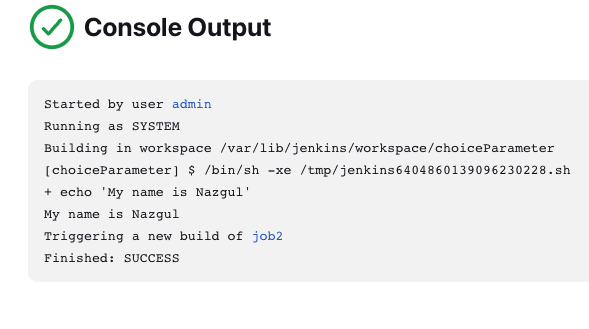 Console Output
Started by user admin
Running as SYSTEM
Building in workspace /var/lib/jenkins/workspace/choiceParameter
[choiceParameter] $ /bin/sh -xe /tmp/jenkins6404860139096230228.sh
+ echo 'My name is Nazgul'
My name is Nazgul
Triggering a new build of job2
Finished: SUCCESS